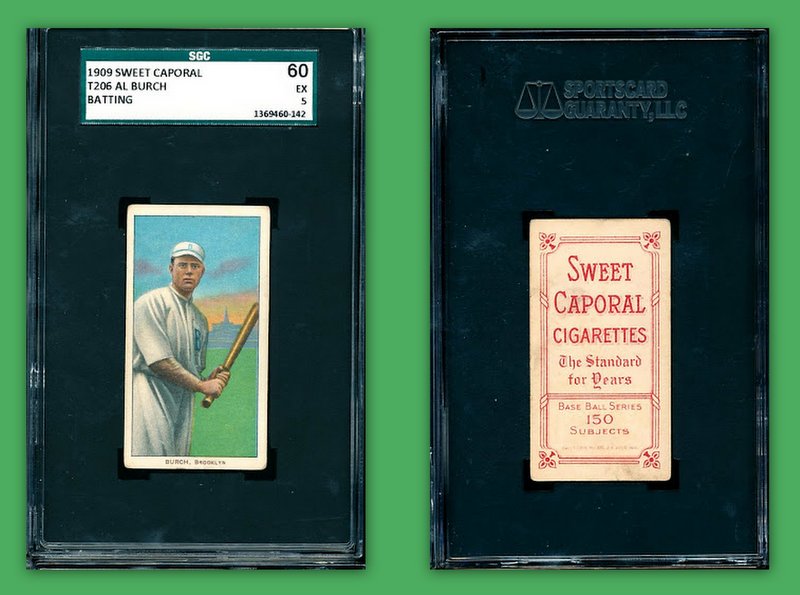 SGC
1909 SWEET CAPORAL 60
T206 AL BURCH EX
BATTING 5
1369460-142
B
B
BURCH, BROOKLYN
SPORTSCARD
GUARANTY, LLC
SWEET
CAPORAL
CIGARETTES
The Standard
for Years
BASE BALL SERIES
150
SUBJECTS